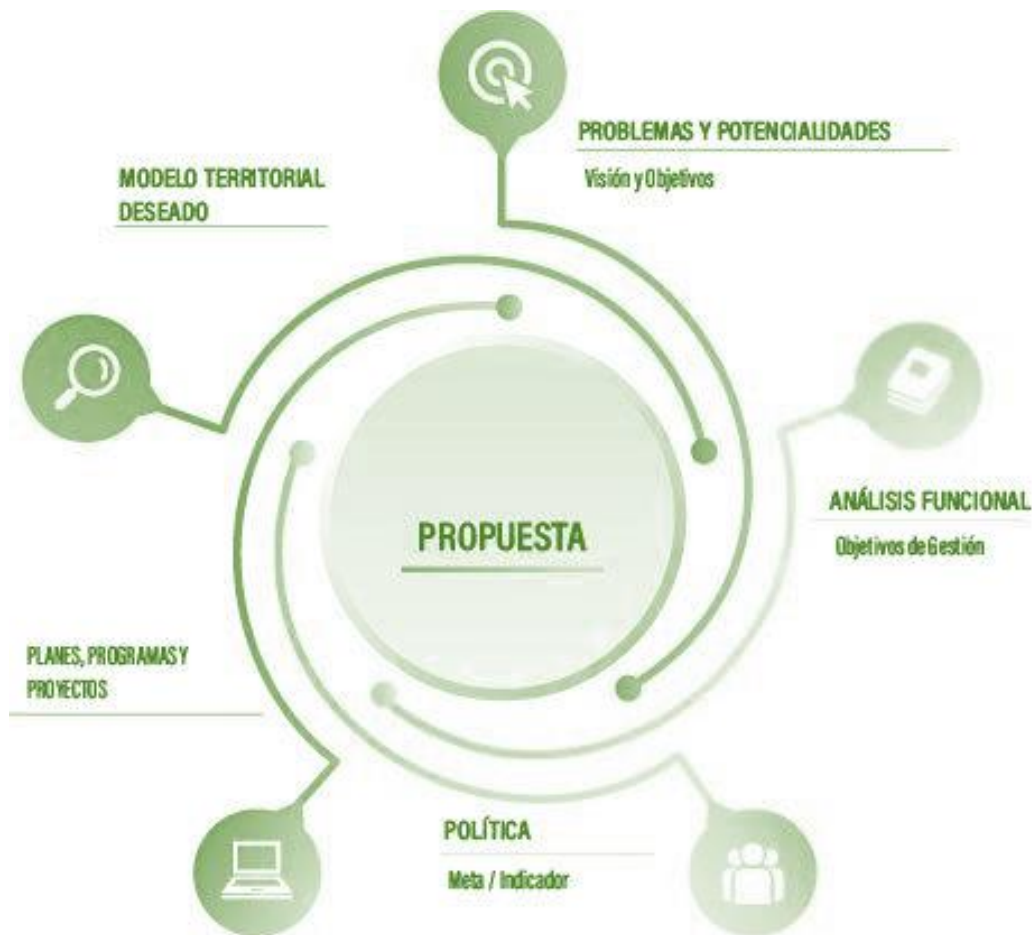 PROBLEMAS Y POTENCIALIDADES
Visión y Objetivos
MODELO TERRITORIAL
DESEADO
ANÁLISIS FUNCIONAL
Objetivos de Gestión
PROPUESTA
PLANES, PROGRAMAS Y
PROYECTOS
POLÍTICA
Meta / Indicador